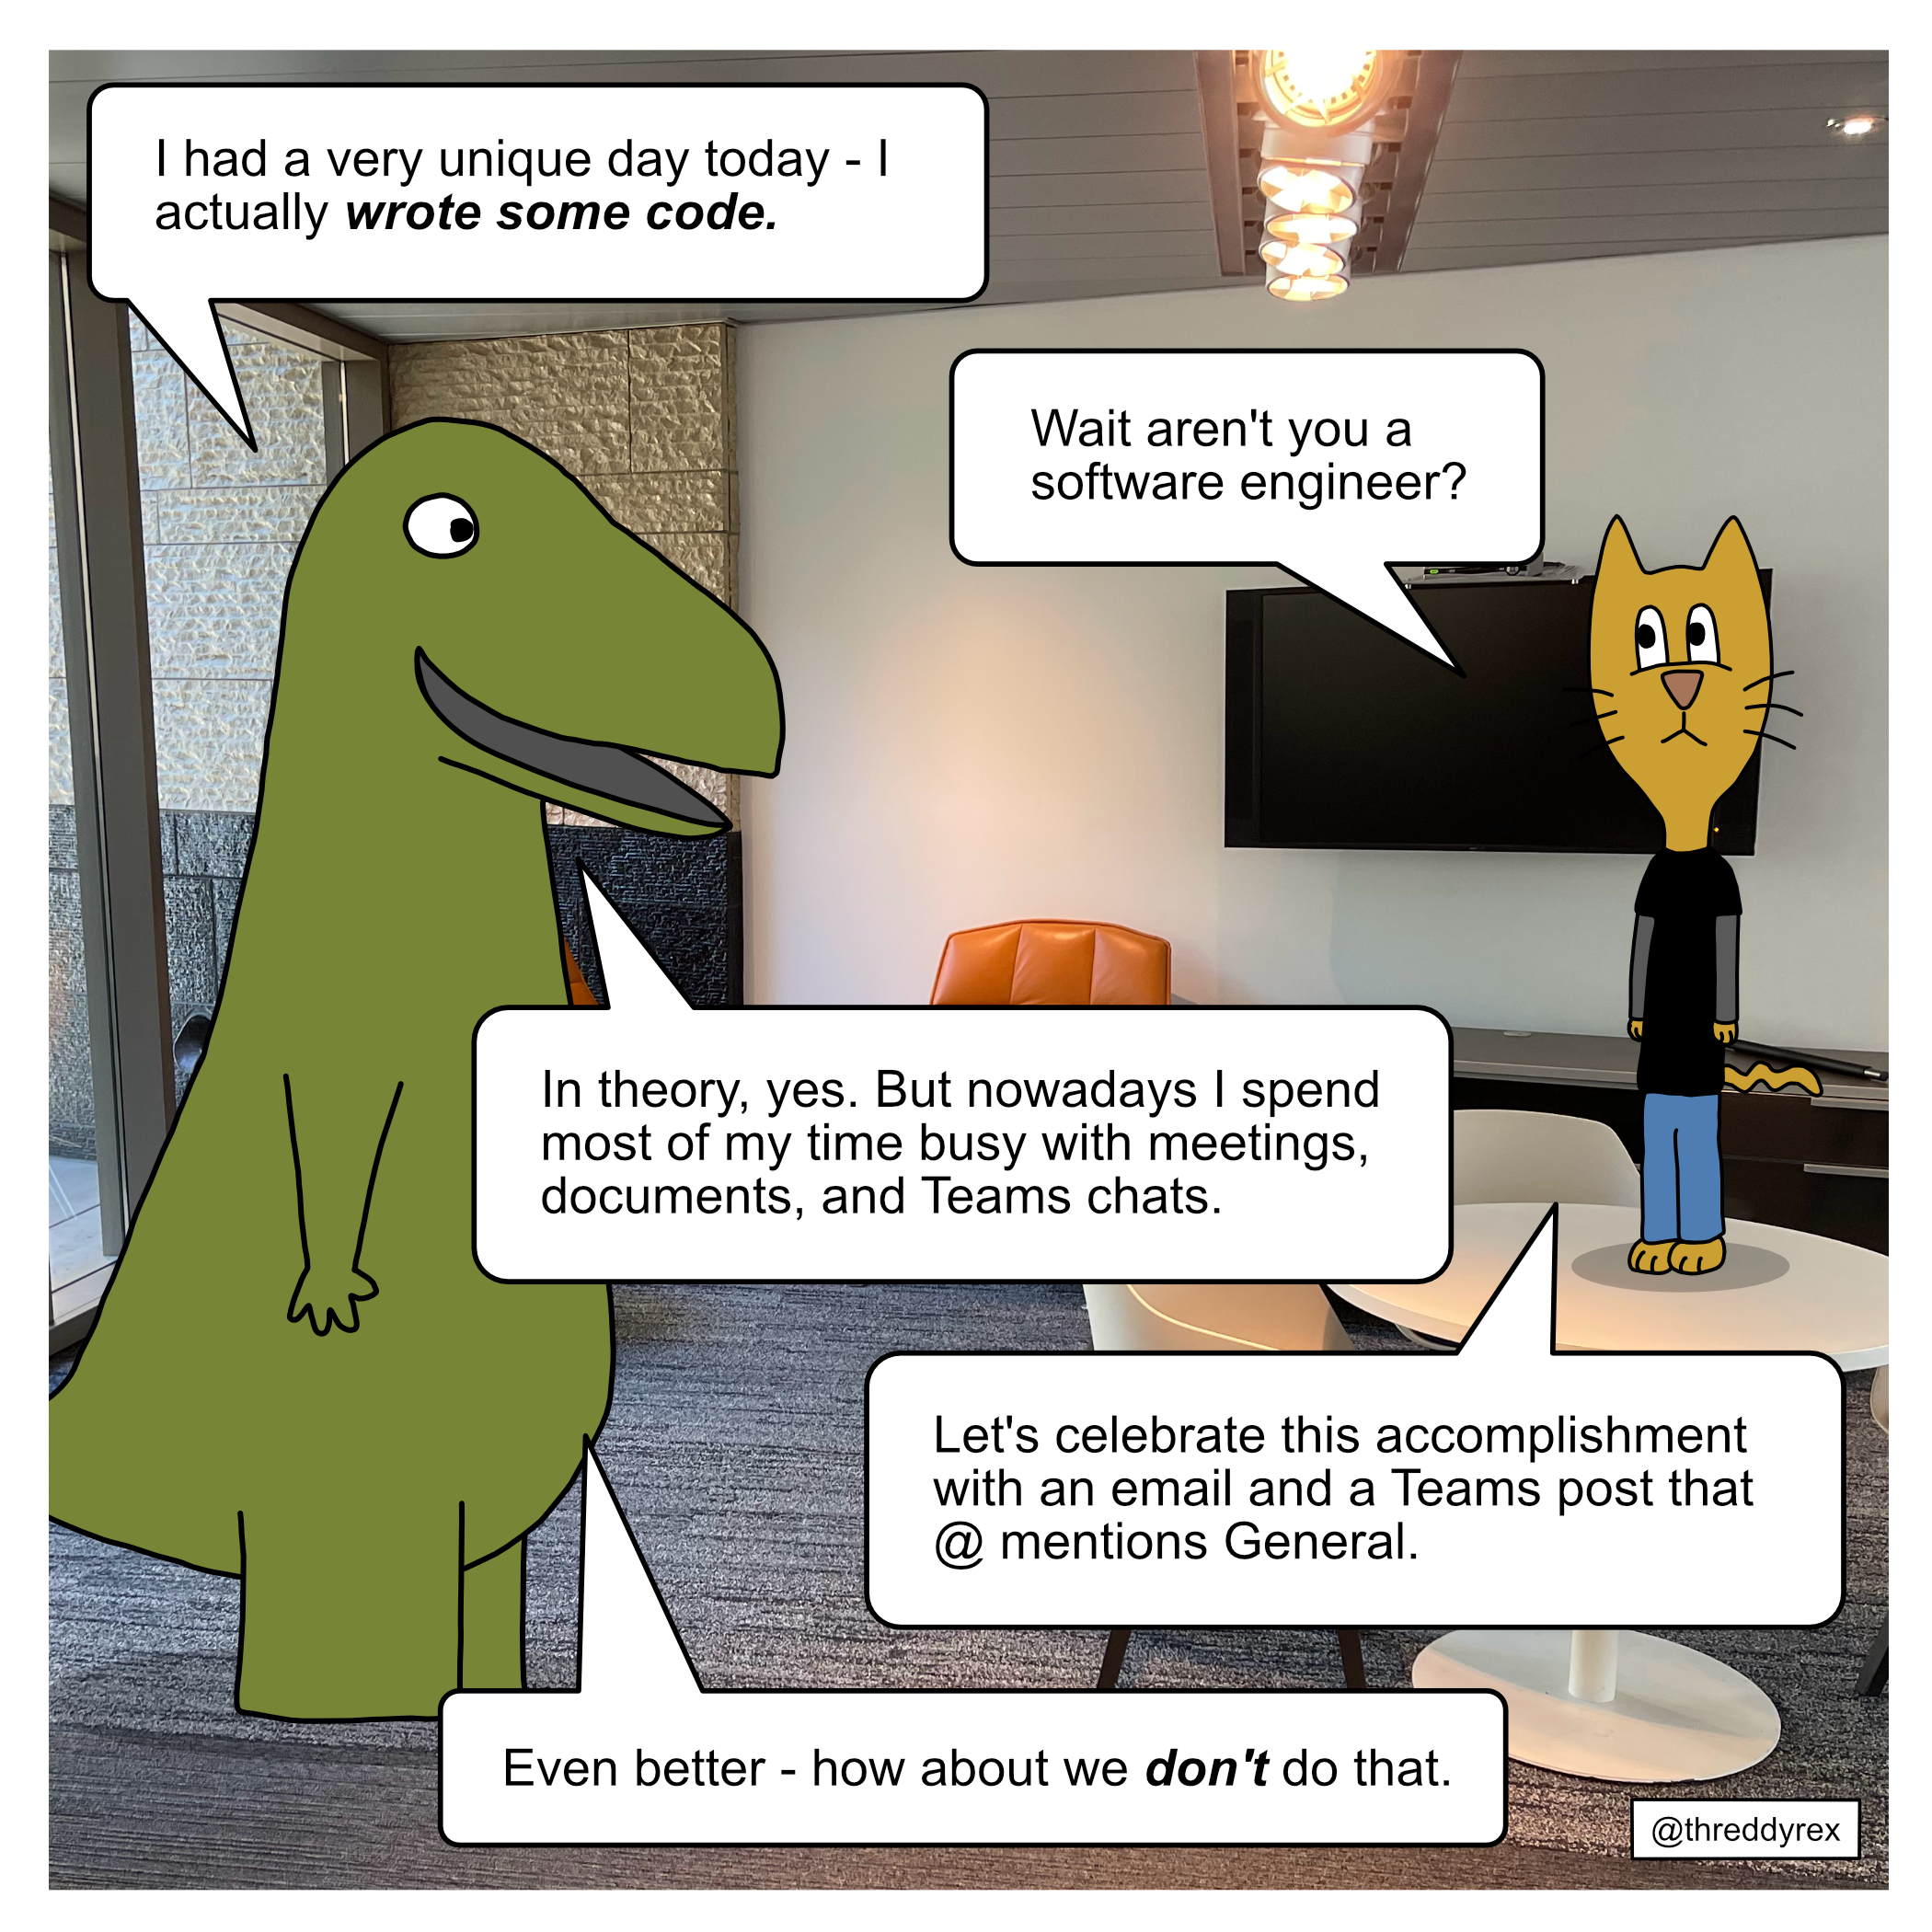 I had a very unique day today - I
actually wrote some code.
Wait aren't you a
software engineer?
In theory, yes. But nowadays I spend
most of my time busy with meetings,
documents, and Teams chats.
Let's celebrate this accomplishment
with an email and a Teams post that
@ mentions General.
Even better - how about we don't do that.
@threddyrex